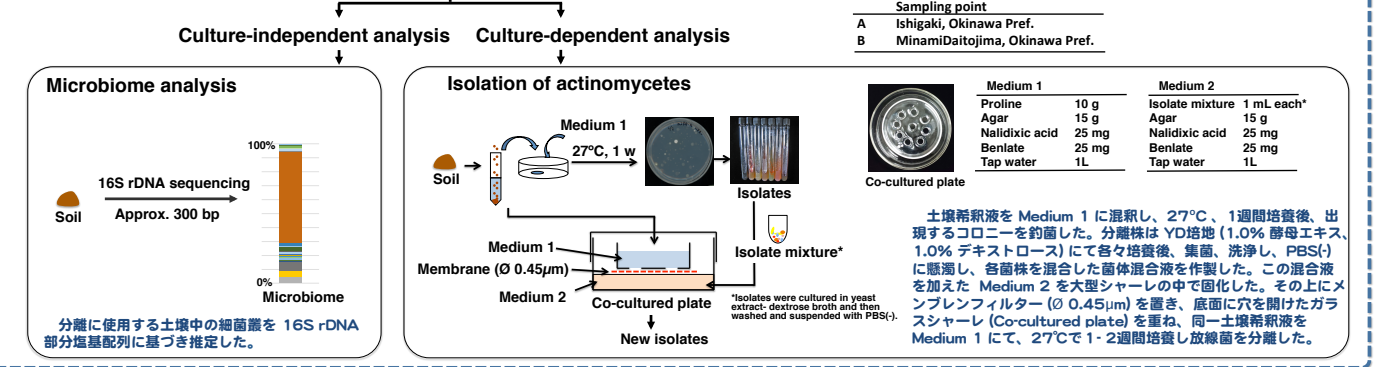 Sampling point
A Ishigaki, Okinawa Pref.
B MinamiDaitojima, Okinawa Pref.
Culture-independent analysis
Culture-dependent analysis
Microbiome analysis
100%
16S rDNA sequencing
Soil
Approx. 300 bp
0%
Microbiome
分離に使用する土壌中の細菌叢を 16S rDNA
部分塩基配列に基づき推定した。
Isolation of actinomycetes
Medium 1
27°C, 1 w
Soil
Isolates
Isolate mixture*
Medium 1
Membrane (Ø 0.45µm)
Medium 2
Co-cultured plate
New isolates
*Isolates were cultured in yeast
extract- dextrose broth and then
washed and suspended with PBS(-).
Co-cultured plate
Medium 1
Proline 10 g
Agar 15 g
Nalidixic acid 25 mg
Benlate 25 mg
Tap water 1L
Medium 2
Isolate mixture 1 mL each*
Agar 15 g
Nalidixic acid 25 mg
Benlate 25 mg
Tap water 1L
土壌希釈液を Medium 1 に混釈し、27°C 、1週間培養後、出
現するコロニーを釣菌した。分離株は YD培地 (1.0% 酵母エキス、
1.0% デキストロース) にて各々培養後、集菌、洗浄し、PBS(-)
に懸濁し、各菌株を混合した菌体混合液を作製した。この混合液
を加えた Medium 2 を大型シャーレの中で固化した。その上にメ
ンブレンフィルター (Ø 0.45µm) を置き、底面に穴を開けたガラ
スシャーレ (Co-cultured plate) を重ね、同一土壌希釈液を
Medium 1 にて、27℃で 1- 2週間培養し放線菌を分離した。